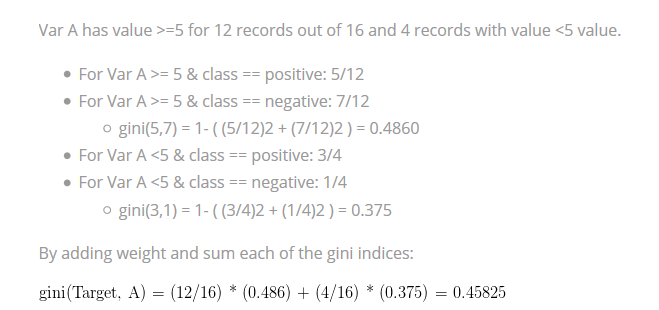 Var A has value >=5 for 12 records out of 16 and 4 records with value <5 value.
• For Var A >= 5 & class == positive: 5/12
• For Var A >= 5 & class == negative: 7/12
○ gini(5,7) = 1- ( (5/12)2 + (7/12)2 ) = 0.4860
• For Var A <5 & class == positive: 3/4
• For Var A <5 & class == negative: 1/4
○ gini(3,1) = 1- ( (3/4)2 + (1/4)2 ) = 0.375
By adding weight and sum each of the gini indices:
gini(Target, A) = (12/16) * (0.486) + (4/16) * (0.375) = 0.45825